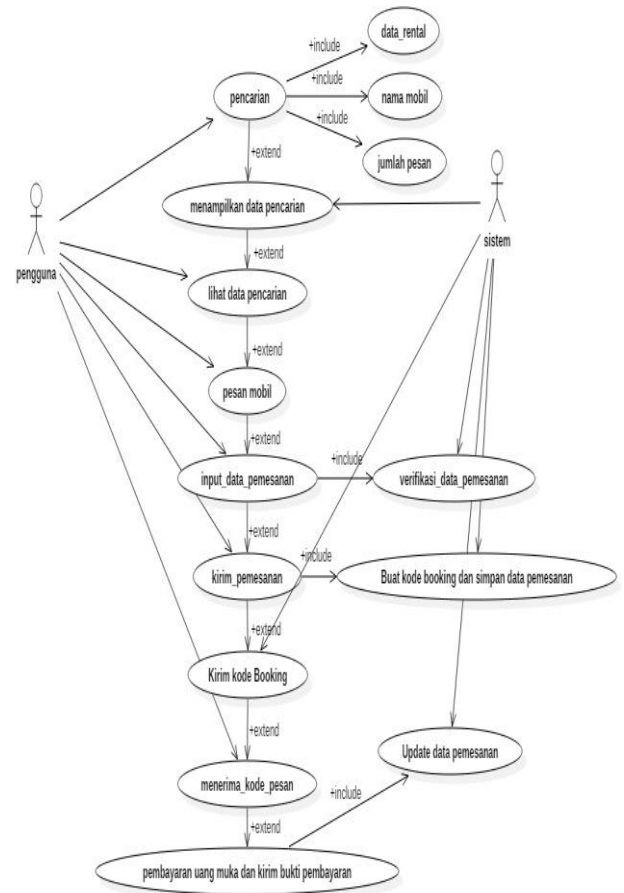 data_rental
+include
+include
pencarian
nama mobil
+include
+extend
jumlah pesan
menampilkan data pencarian
sistem
+extend
pengguna
lihat data pencarian
+extend
pesan mobil
+extend
+include
input_data_pemesanan
verifikasi_data_pemesanan
+extend
+include
kirim_pemesanan
Buat kode booking dan simpan data pemesanan
+extend
Kirim kode Booking
+extend
Update data pemesanan
menerima_kode_pesan
+include
+extend
pembayaran uang muka dan kirim bukti pembayaran